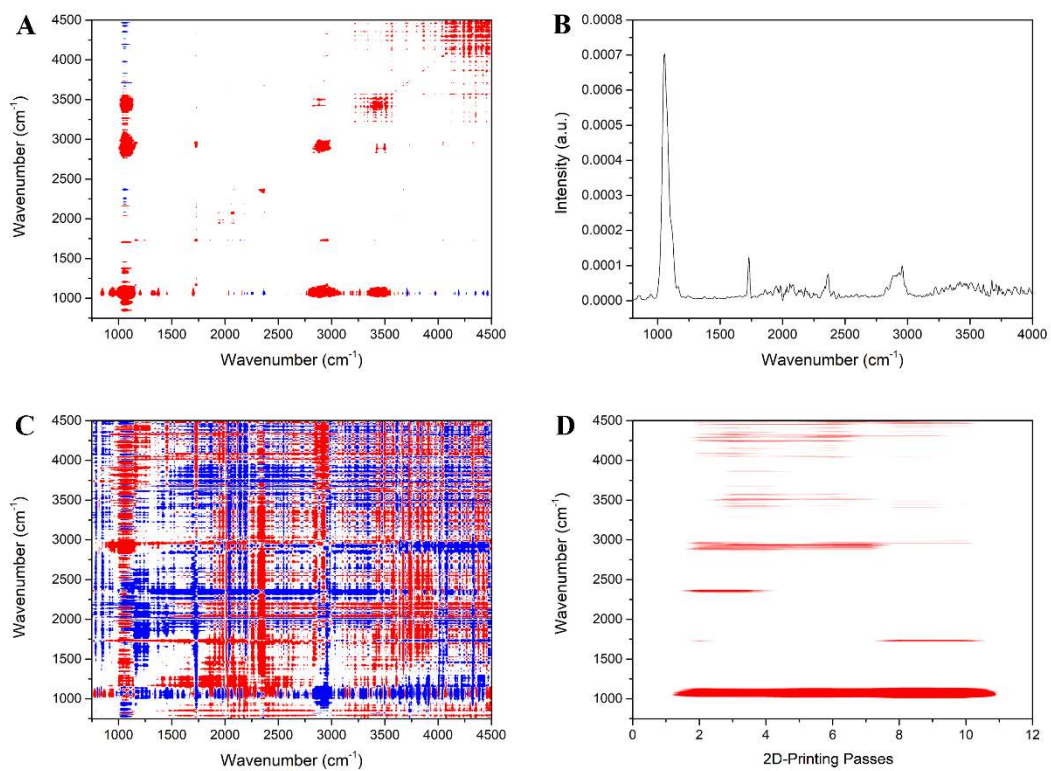 A
4500
4000
3500
3000
2500
2000
1500
1000
Wavenumber (cm-1)
1000 1500 2000 2500 3000 3500 4000 4500
Wavenumber (cm-1)
B
0.0008
0.0007
0.0006
0.0005
0.0004
0.0003
0.0002
0.0001
0.0000
Intensity (a.u.)
1000 1500 2000 2500 3000 3500 4000
Wavenumber (cm-1)
C
4500
4000
3500
3000
2500
2000
1500
1000
Wavenumber (cm-1)
1000 1500 2000 2500 3000 3500 4000 4500
Wavenumber (cm-1)
D
4500
4000
3500
3000
2500
2000
1500
1000
Wavenumber (cm-1)
0 2 4 6 8 10 12
2D-Printing Passes